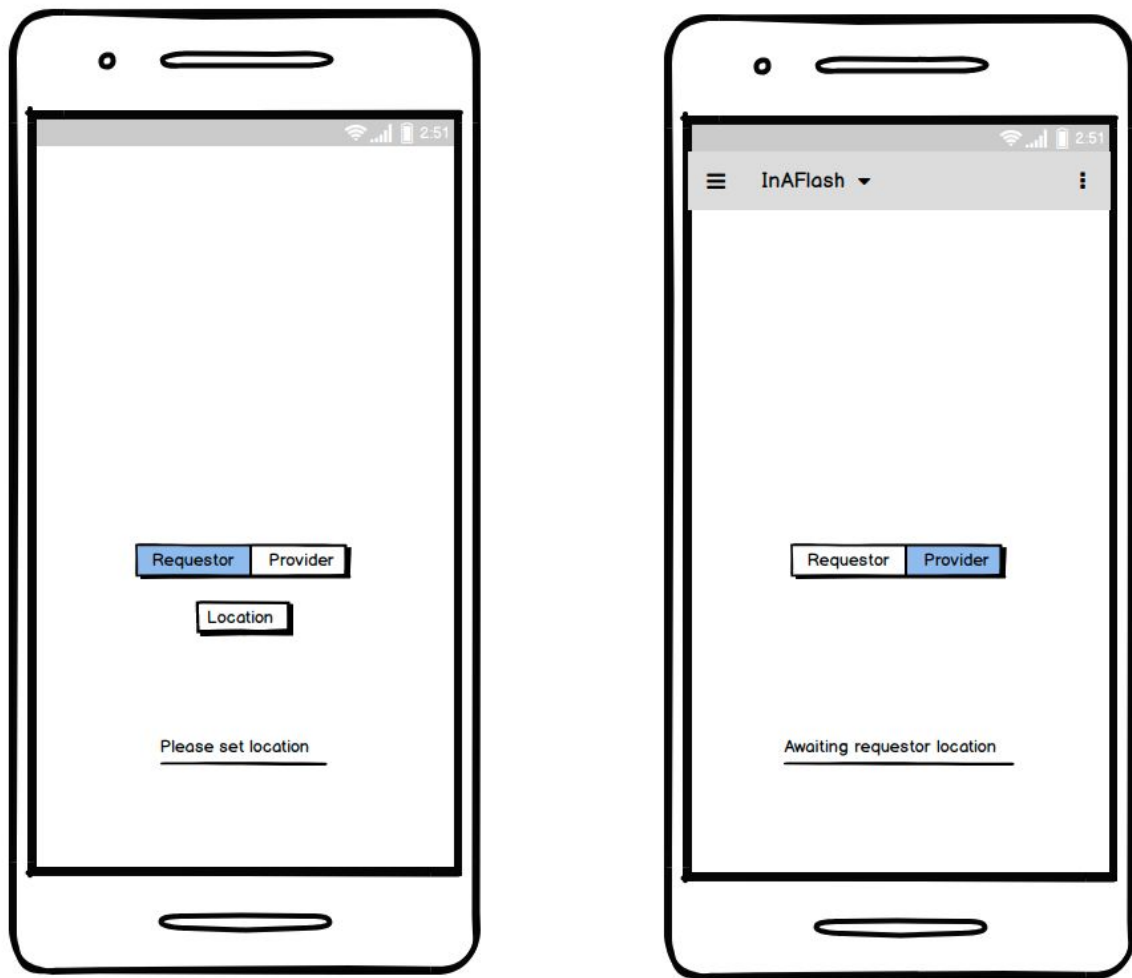 2:51
Requestor Provider
Location
Please set location
2:51
InAFlash
Requestor Provider
Awaiting requestor location